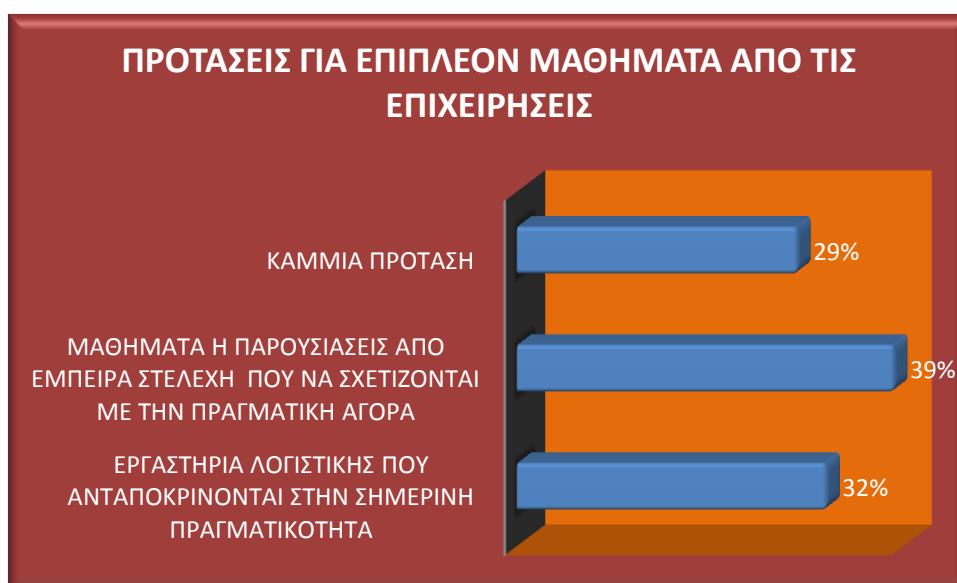 ΠΡΟΤΑΣΕΙΣ ΓΙΑ ΕΠΙΠΛΕΟΝ ΜΑΘΗΜΑΤΑ ΑΠΟ ΤΙΣ
ΕΠΙΧΕΙΡΗΣΕΙΣ
ΚΑΜΜΙΑ ΠΡΟΤΑΣΗ
29%
ΜΑΘΗΜΑΤΑ Η ΠΑΡΟΥΣΙΑΣΕΙΣ ΑΠΟ
ΕΜΠΕΙΡΑ ΣΤΕΛΕΧΗ ΠΟΥ ΝΑ ΣΧΕΤΙΖΟΝΤΑΙ
ΜΕ ΤΗΝ ΠΡΑΓΜΑΤΙΚΗ ΑΓΟΡΑ
39%
ΕΡΓΑΣΤΗΡΙΑ ΛΟΓΙΣΤΙΚΗΣ ΠΟΥ
ΑΝΤΑΠΟΚΡΙΝΟΝΤΑΙ ΣΤΗΝ ΣΗΜΕΡΙΝΗ
ΠΡΑΓΜΑΤΙΚΟΤΗΤΑ
32%